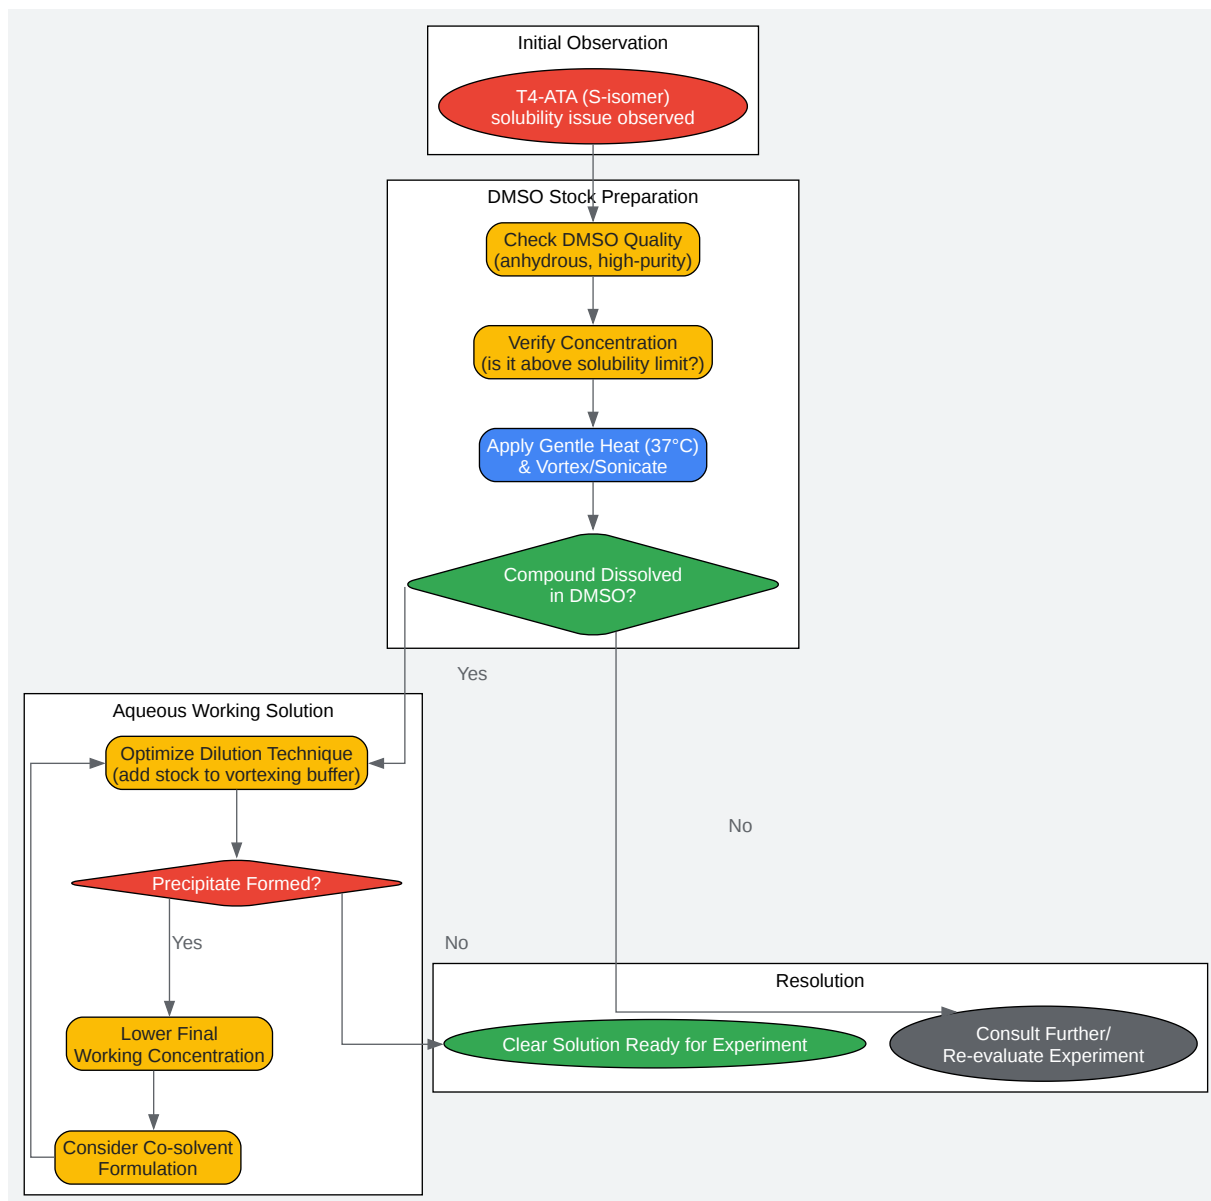 Initial Observation
T4-ATA (S-isomer)
solubility issue observed
DMSO Stock Preparation
Check DMSO Quality
(anhydrous, high-purity)
Verify Concentration
(is it above solubility limit?)
Apply Gentle Heat (37°C)
& Vortex/Sonicate
Compound Dissolved
in DMSO?
Yes
Aqueous Working Solution
Optimize Dilution Technique
(add stock to vortexing buffer)
No
Precipitate Formed?
Yes
No
Resolution
Lower Final
Working Concentration
Clear Solution Ready for Experiment
Consult Further/
Re-evaluate Experiment
Consider Co-solvent
Formulation